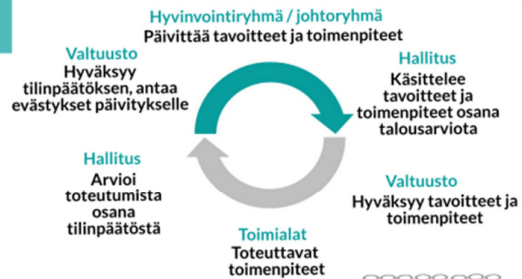 Hyvinvointiryhmä / johtoryhmä
Päivittää tavoitteet ja toimenpiteet
Hallitus
Käsittelee
tavoitteet ja
toimenpiteet osana
talousarviota
Valtuusto
Hyväksyy tavoitteet ja
toimenpiteet
Toimialat
Toteuttavat
toimenpiteet
Hallitus
Arvioi
toteutumista
osana
tilinpäätöstä
Valtuusto
Hyväksyy
tilinpäätöksen, antaa
evästykset päivitykselle